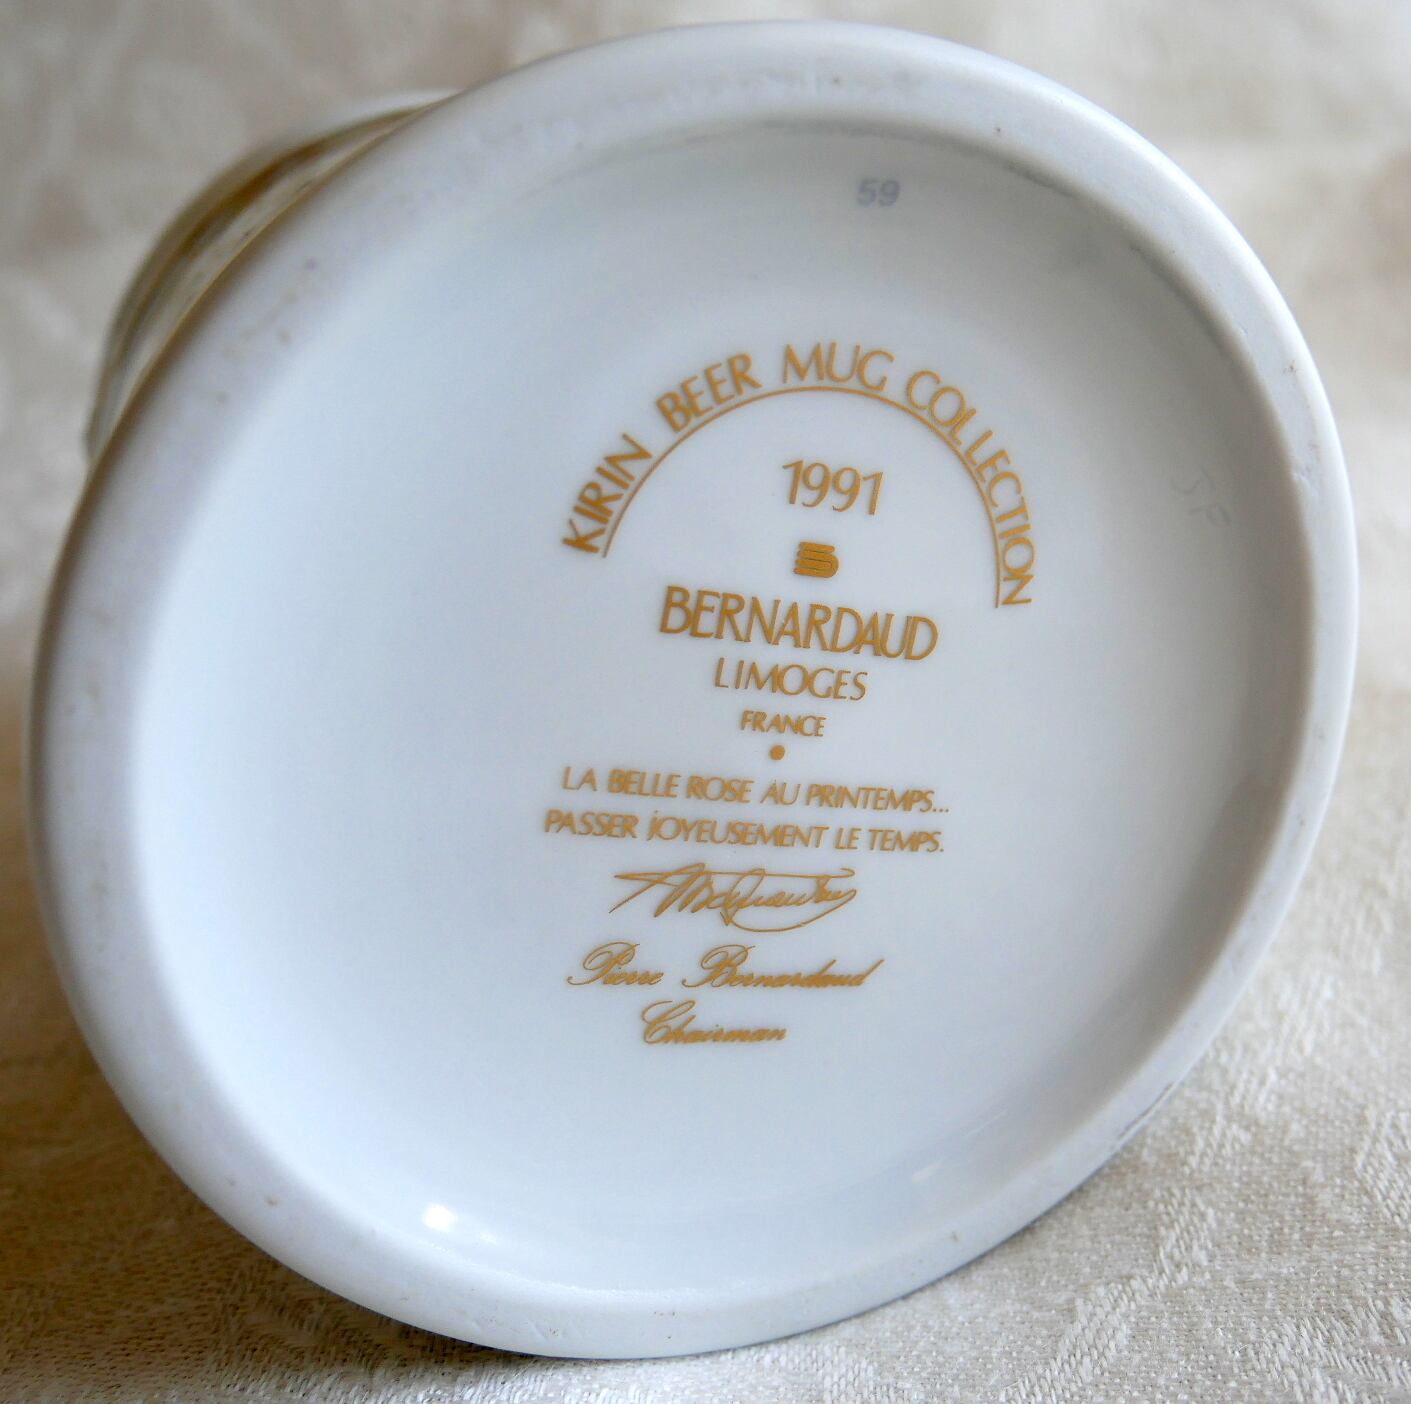 59
KIRIN BEER MUG COLLECTION
1991
BERNARDAUD
LIMOGES
FRANCE
LA BELLE ROSE AU PRINTEMPS...
PASSER JOYEUSEMENT LE TEMPS.
Pierre Bernardaud
Chairman